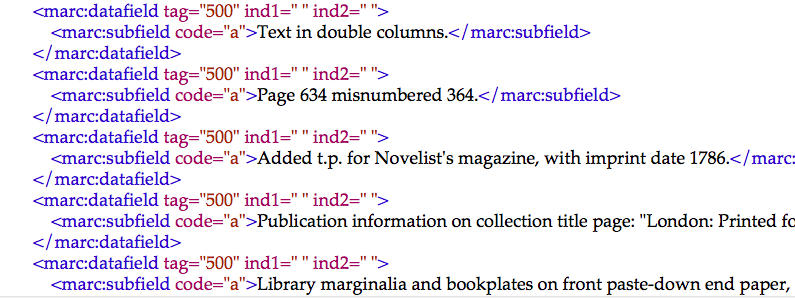 <marc:datafield tag="500" ind1=" " ind2=" ">
<marc:subfield code="a">Text in double columns.</marc:subfield>
</marc:datafield>
<marc:datafield tag="500" ind1=" " ind2=" ">
<marc:subfield code="a">Page 634 misnumbered 364.</marc:subfield>
</marc:datafield>
<marc:datafield tag="500" ind1=" " ind2=" ">
<marc:subfield code="a">Added t.p. for Novelist's magazine, with imprint date 1786.</marc:
</marc:datafield>
<marc:datafield tag="500" ind1=" " ind2=" ">
<marc:subfield code="a">Publication information on collection title page: "London: Printed fo
</marc:datafield>
<marc:datafield tag="500" ind1=" " ind2=" ">
<marc:subfield code="a">Library marginalia and bookplates on front paste-down end paper,